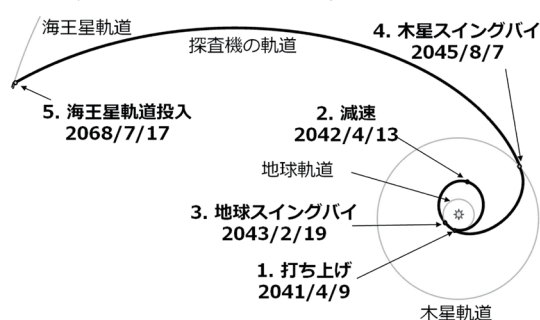 海王星軌道
探査機の軌道
4. 木星スイングバイ
2045/8/7
5. 海王星軌道投入
2068/7/17
2. 減速
2042/4/13
地球軌道
3. 地球スイングバイ
2043/2/19
1. 打ち上げ
2041/4/9
木星軌道